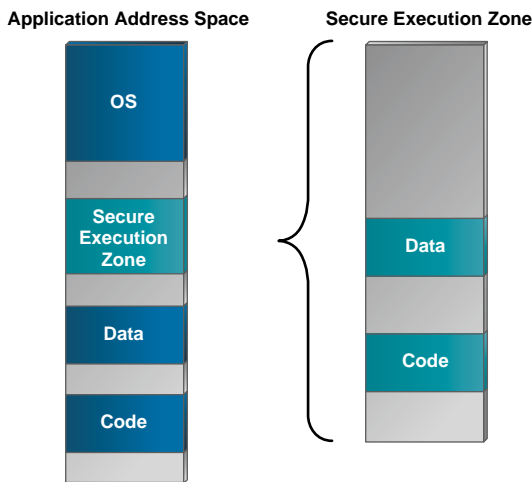 Application Address Space
OS
Secure
Execution
Zone
Data
Code
Secure Execution Zone
Data
Code